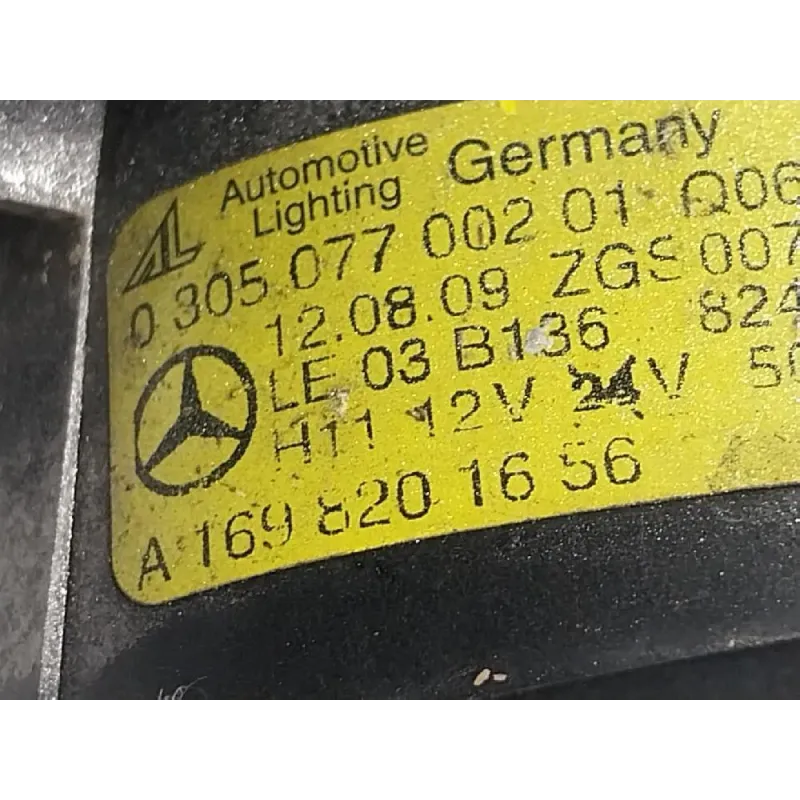 AL Automotive
Lighting Germany
0 305 077 002 01 Q06
12.08.09 ZGS 007
LE 03 B136 824
H11 12V 24V
A 169 820 16 56